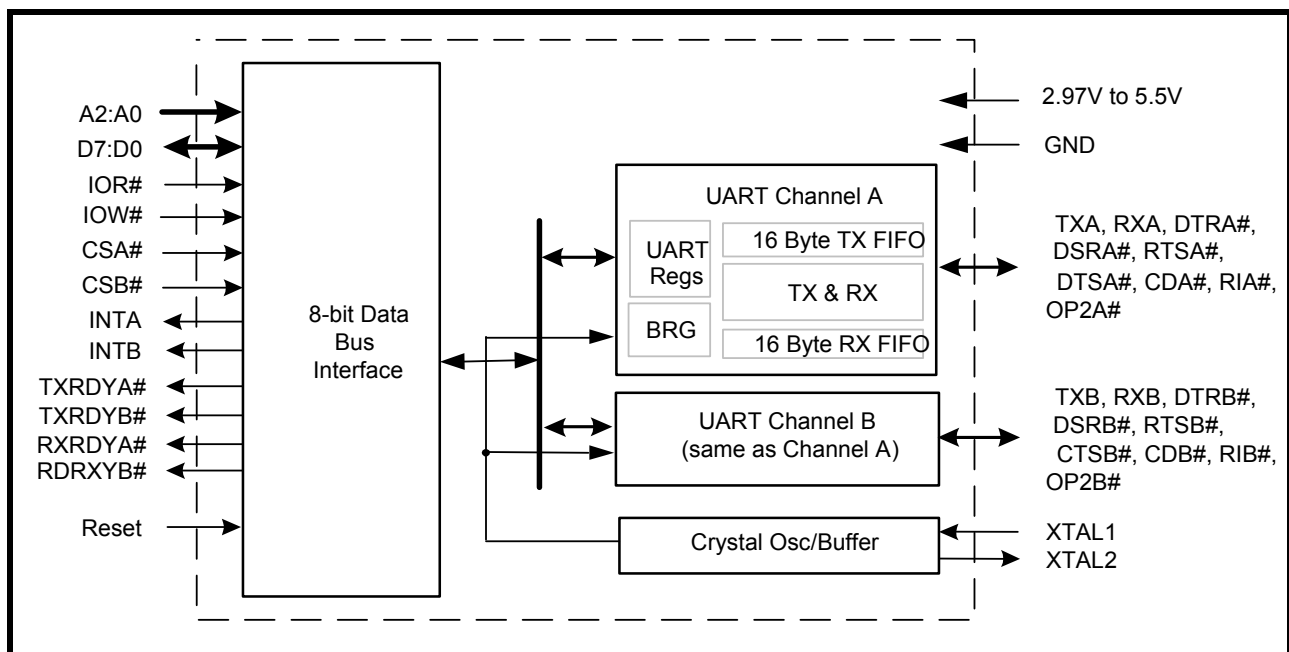 A2:A0
D7:D0
IOR#
IOW#
CSA#
CSB#
INTA
INTB
TXRDYA#
TXRDYB#
RXRDYA#
RDRXYB#
Reset
8-bit Data
Bus
Interface
UART Channel A
UART
Regs
BRG
16 Byte TX FIFO
TX & RX
16 Byte RX FIFO
UART Channel B
(same as Channel A)
Crystal Osc/Buffer
2.97V to 5.5V
GND
TXA, RXA, DTRA#,
DSRA#, RTSA#,
DTSA#, CDA#, RIA#,
OP2A#
TXB, RXB, DTRB#,
DSRB#, RTSB#,
CTSB#, CDB#, RIB#,
OP2B#
XTAL1
XTAL2